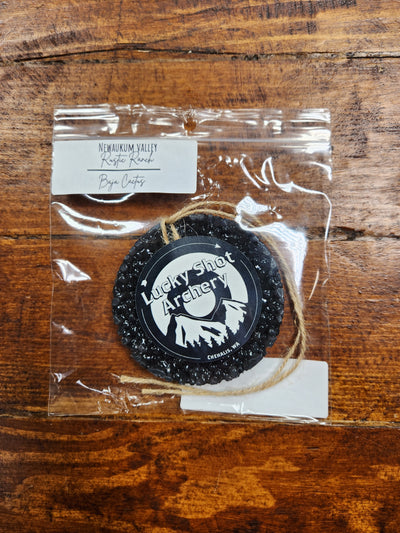 Newaukum Valley
Rustic Ranch
Baja Cactus
Lucky Shot
Archery
Chehalis, WA